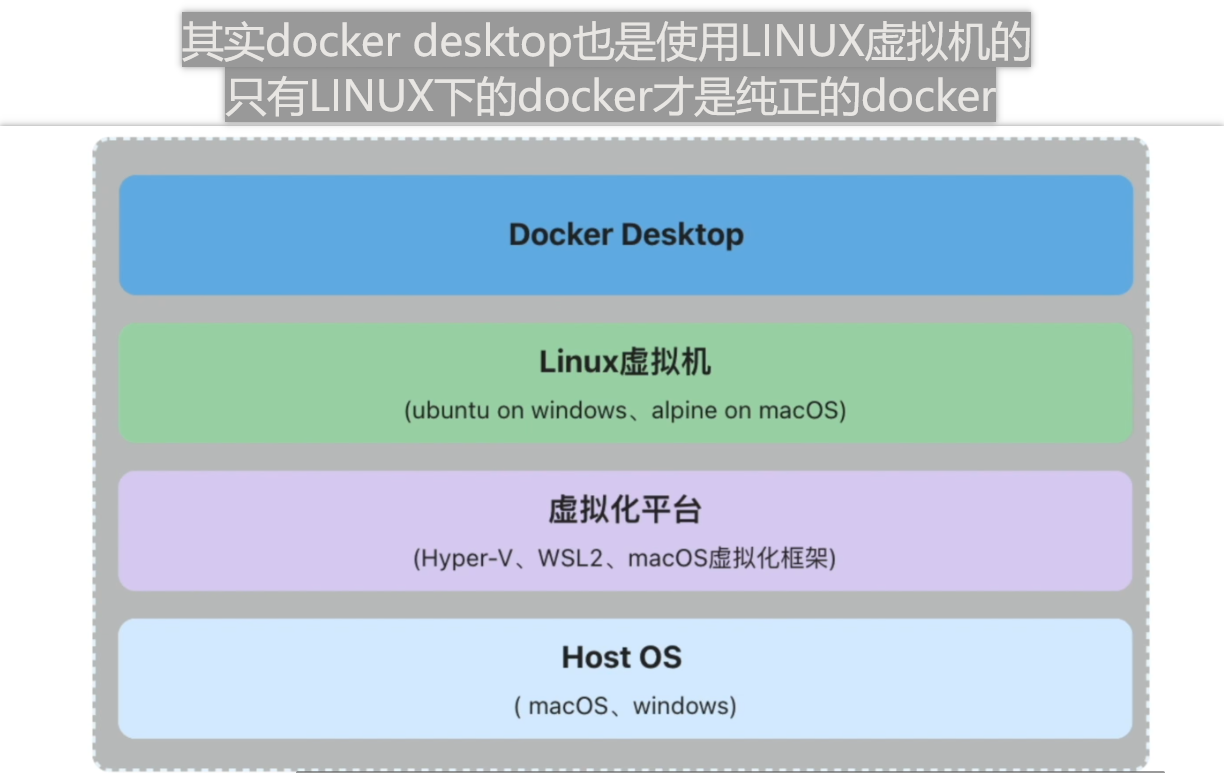 其实docker desktop也是使用LINUX虚拟机的
只有LINUX下的docker才是纯正的docker
Docker Desktop
Linux虚拟机
(ubuntu on windows、alpine on macOS)
虚拟化平台
(Hyper-V、WSL2、macOS虚拟化框架)
Host OS
( macOS、windows)